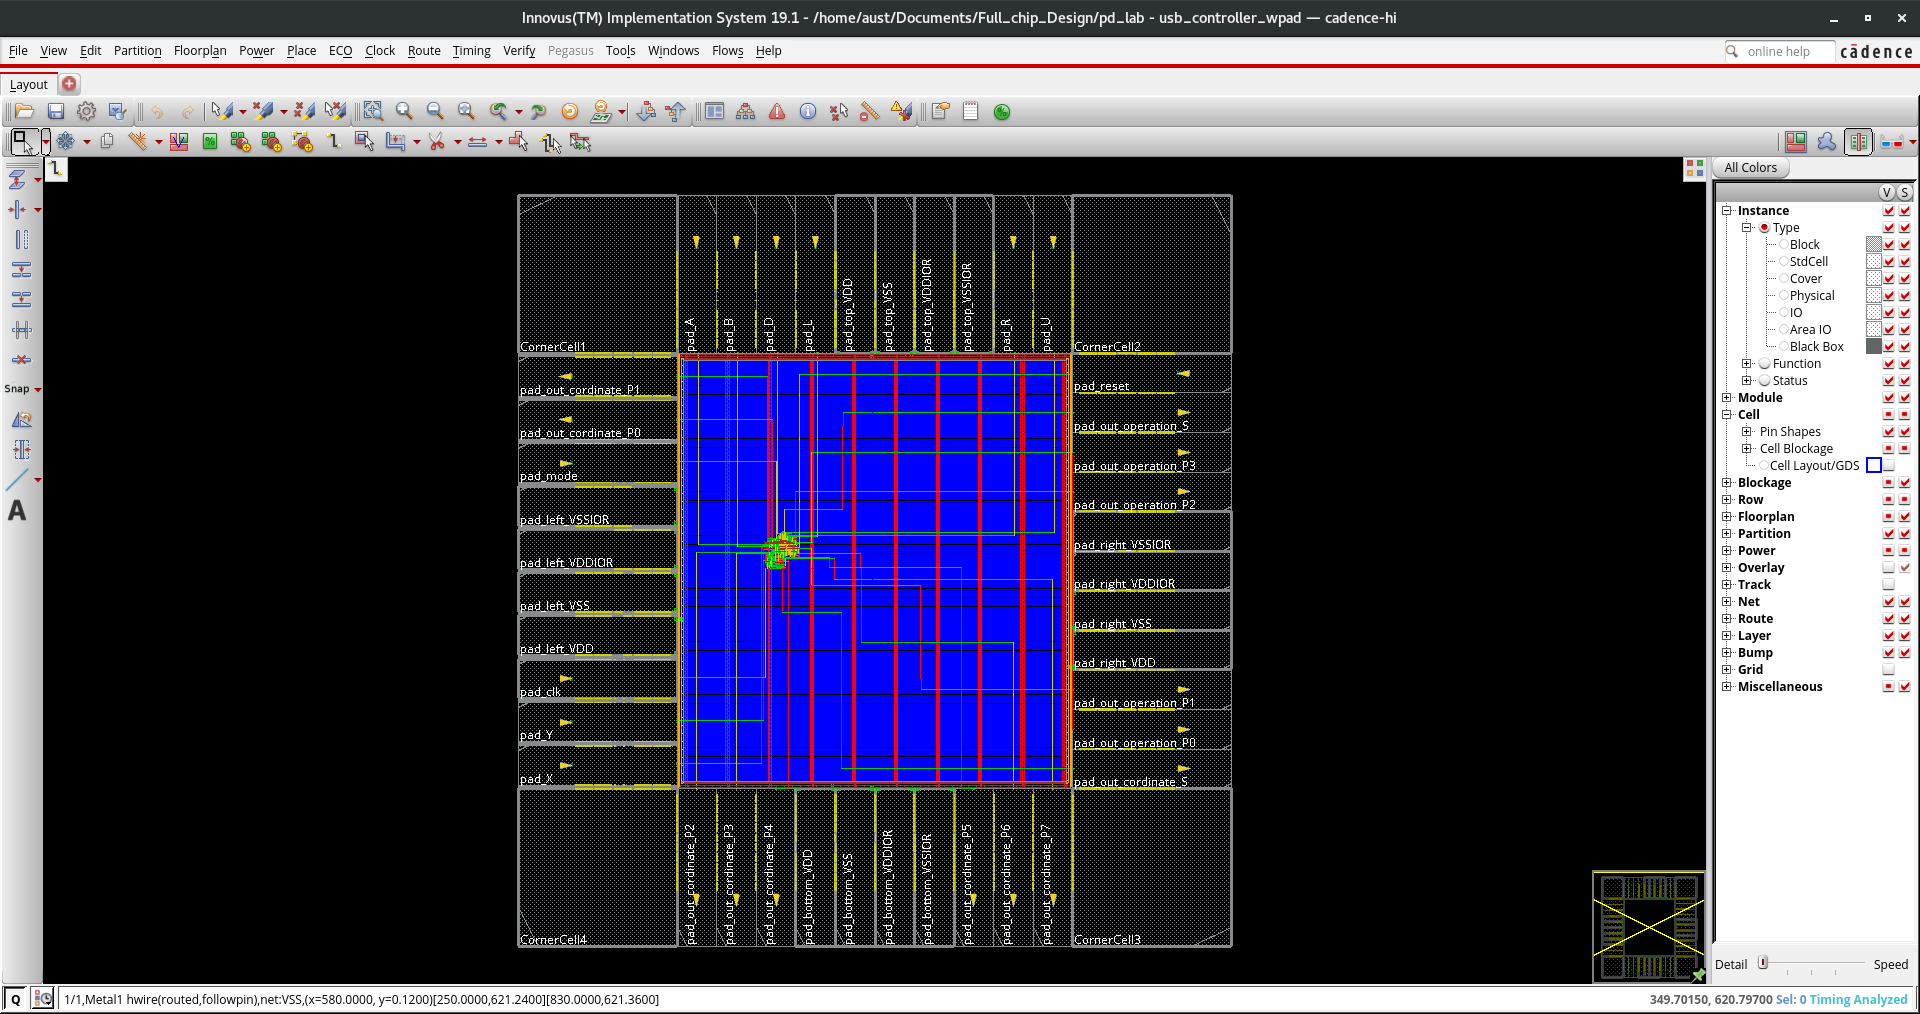 Innovus(TM) Implementation System 19.1 - /home/aust/Documents/Full_chip_Design/pd_lab - usb_controller_wpad — cadence-hi
File View Edit Partition Floorplan Power Place ECO Clock Route Timing Verify Pegasus Tools Windows Flows Help
online help
cādence
Layout
All Colors
V S
Instance
Type
Block
StdCell
Cover
Physical
IO
Area IO
Black Box
Function
Status
Module
Cell
Pin Shapes
Cell Blockage
Cell Layout/GDS
Blockage
Row
Floorplan
Partition
Power
Overlay
Track
Net
Route
Layer
Bump
Grid
Miscellaneous
Detail
Speed
Snap
A
CornerCell1
pad_A
pad_B
pad_D
pad_L
pad_top_VDD
pad_top_VSS
pad_top_VDDIOR
pad_top_VSSIOR
pad_R
pad_U
CornerCell2
pad_out_cordinate_P1
pad_out_cordinate_P0
pad_mode
pad_left_VSSIOR
pad_left_VDDIOR
pad_left_VSS
pad_left_VDD
pad_clk
pad_Y
pad_X
pad_reset
pad_out_operation_S
pad_out_operation_P3
pad_out_operation_P2
pad_right_VSSIOR
pad_right_VDDIOR
pad_right_VSS
pad_right_VDD
pad_out_operation_P1
pad_out_operation_P0
pad_out_cordinate_S
CornerCell4
pad_out_cordinate_P2
pad_out_cordinate_P3
pad_out_cordinate_P4
pad_bottom_VDD
pad_bottom_VSS
pad_bottom_VDDIOR
pad_bottom_VSSIOR
pad_out_cordinate_P5
pad_out_cordinate_P6
pad_out_cordinate_P7
CornerCell3
Q
1/1,Metal1 hwire(routed,followpin),net:VSS,(x=580.0000, y=0.1200)[250.0000,621.2400][830.0000,621.3600]
349.70150, 620.79700 Sel: 0 Timing Analyzed